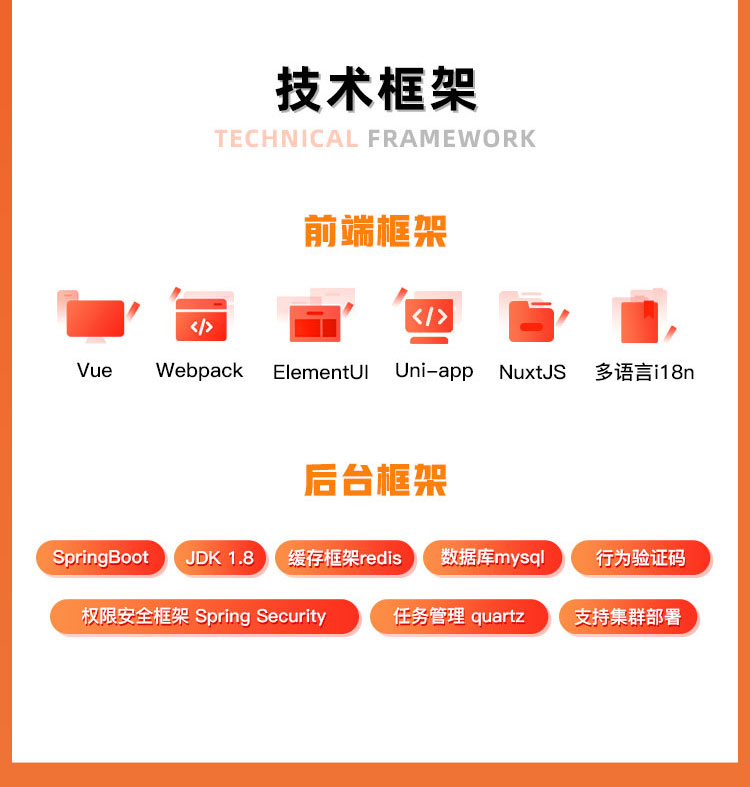 技术框架
TECHNICAL FRAMEWORK
前端框架
Vue Webpack ElementUI Uni-app NuxtJS 多语言i18n
后台框架
SpringBoot JDK 1.8 缓存框架redis 数据库mysql 行为验证码
权限安全框架 Spring Security 任务管理 quartz 支持集群部署